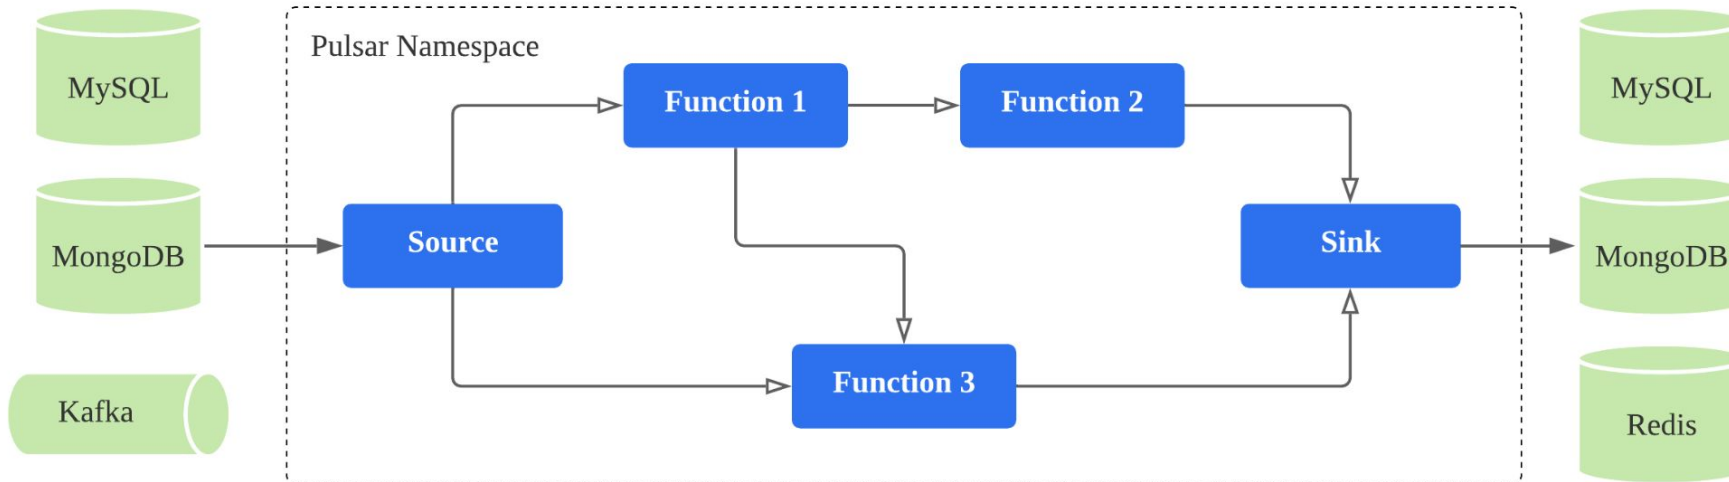 MySQL
MongoDB
Kafka
Pulsar Namespace
Function 1
Function 2
Source
Sink
Function 3
MySQL
MongoDB
Redis